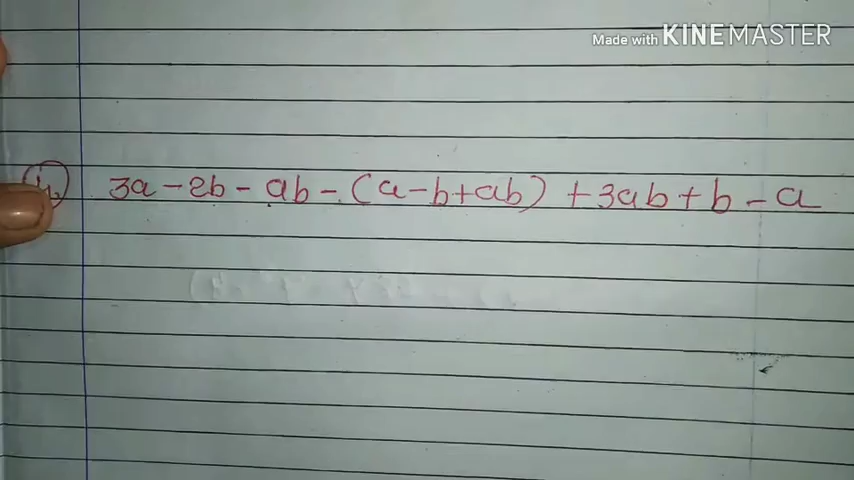 Made with KINEMASTER
3a - 2b - ab - (a - b + ab) + 3ab + b - a